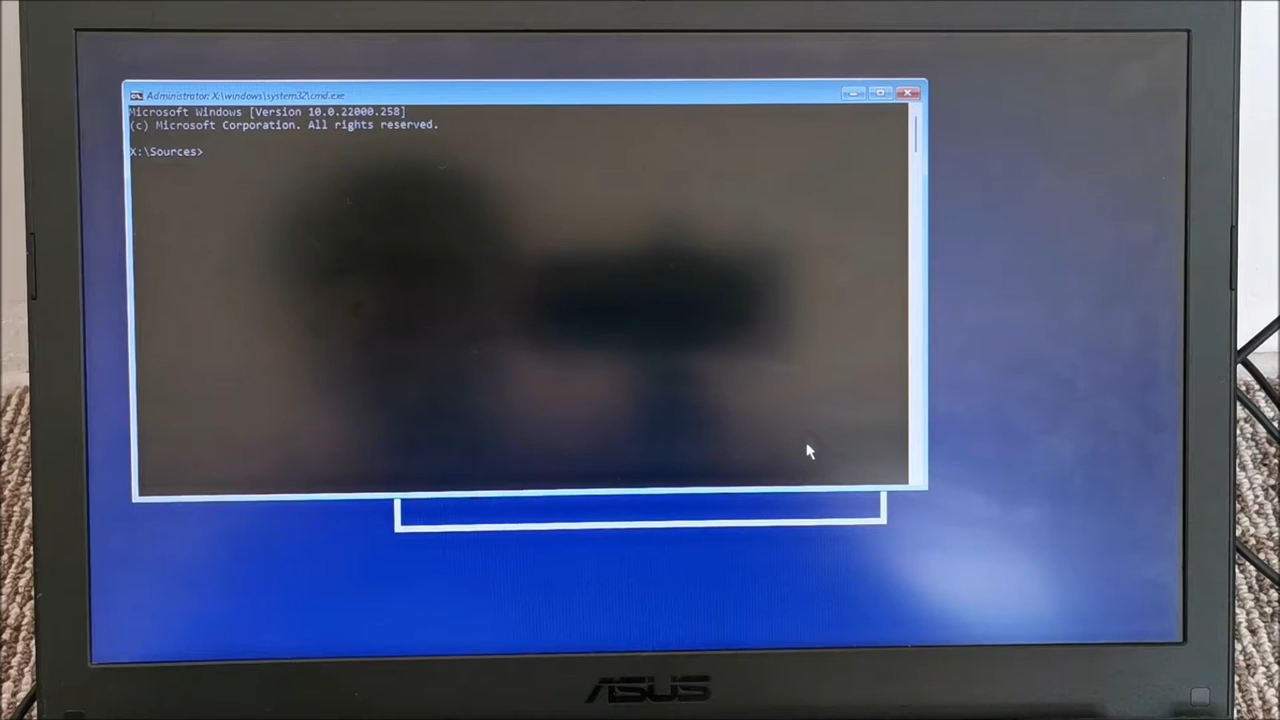 Administrator: X:\windows\system32\cmd.exe
Microsoft Windows [Version 10.0.22000.258]
(c) Microsoft Corporation. All rights reserved.
X:\Sources>
ASUS